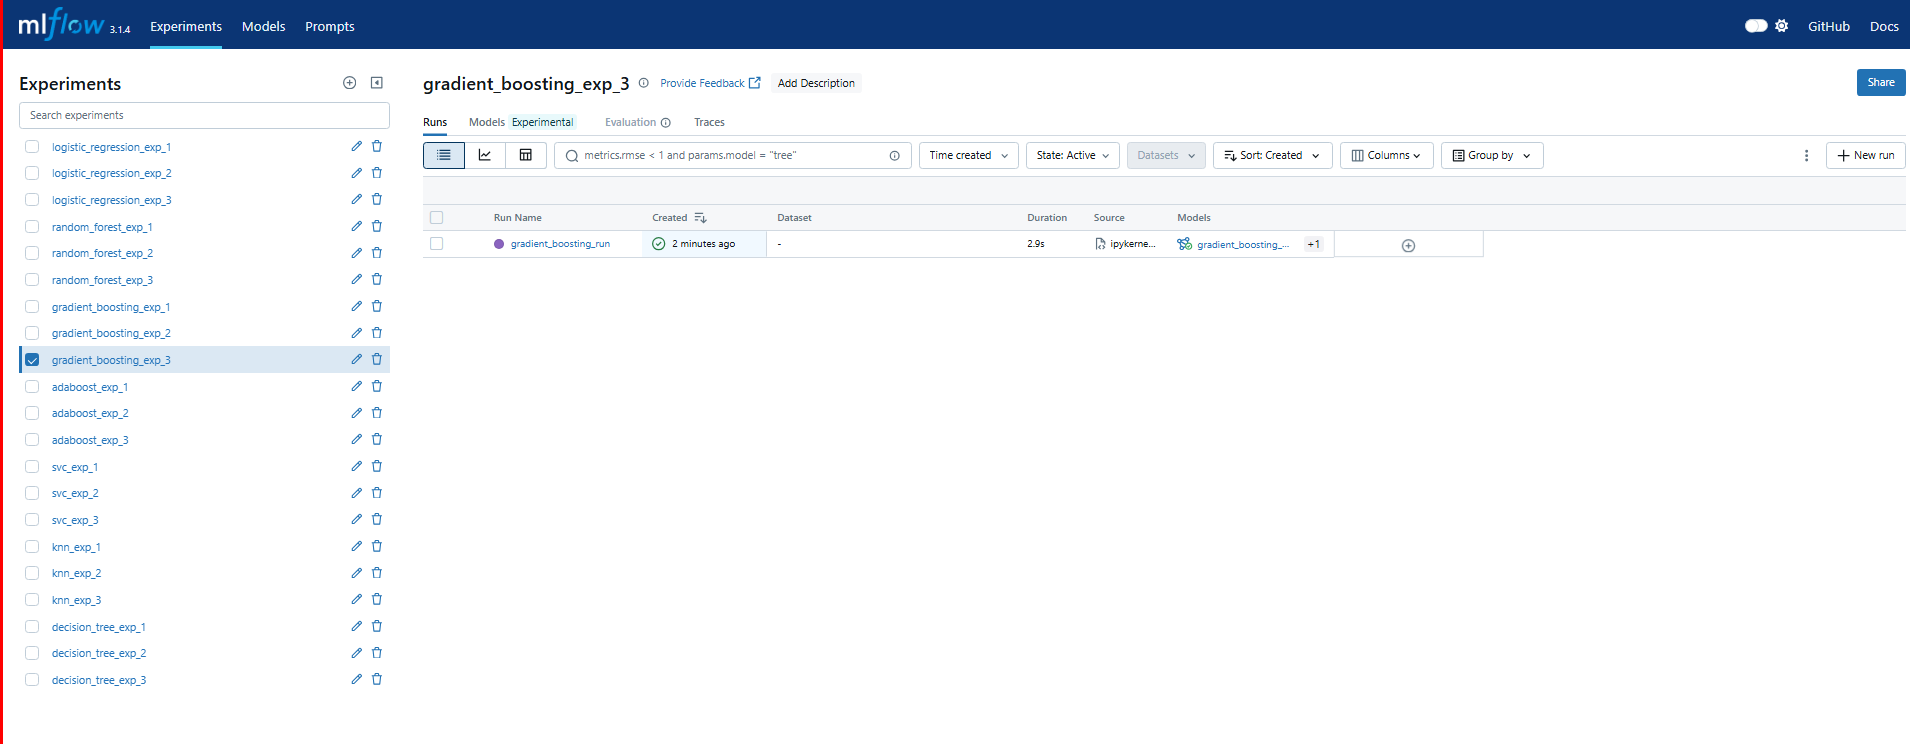 mlflow 3.1.4 Experiments Models Prompts GitHub Docs
Experiments
Search experiments
logistic_regression_exp_1
logistic_regression_exp_2
logistic_regression_exp_3
random_forest_exp_1
random_forest_exp_2
random_forest_exp_3
gradient_boosting_exp_1
gradient_boosting_exp_2
gradient_boosting_exp_3
adaboost_exp_1
adaboost_exp_2
adaboost_exp_3
svc_exp_1
svc_exp_2
svc_exp_3
knn_exp_1
knn_exp_2
knn_exp_3
decision_tree_exp_1
decision_tree_exp_2
decision_tree_exp_3
gradient_boosting_exp_3 Provide Feedback Add Description Share
Runs Models Experimental Evaluation Traces
metrics.rmse < 1 and params.model = "tree" Time created State: Active Datasets Sort: Created Columns Group by New run
Run Name Created Dataset Duration Source Models
gradient_boosting_run 2 minutes ago - 2.9s ipykerne... gradient_boosting_... +1